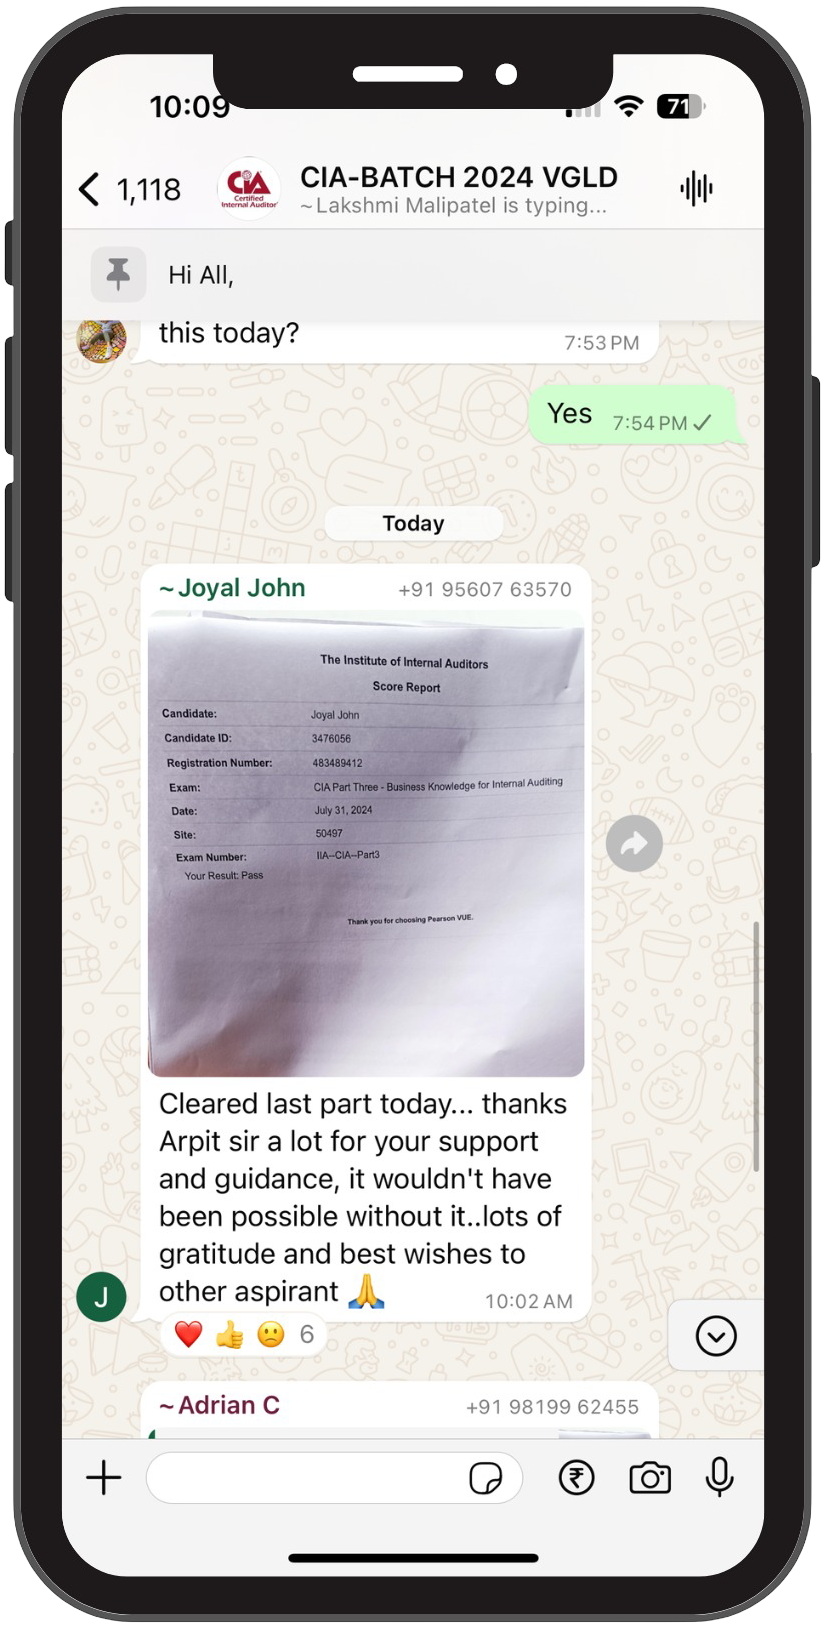 10:09
71
1,118
CIA
Certified
Internal Auditor
CIA-BATCH 2024 VGLD
~Lakshmi Malipatel is typing...
Hi All,
this today?
7:53 PM
Yes 7:54 PM
Today
~Joyal John +91 95607 63570
The Institute of Internal Auditors
Score Report
Candidate: Joyal John
Candidate ID: 3476056
Registration Number: 483489412
Exam: CIA Part Three - Business Knowledge for Internal Auditing
Date: July 31, 2024
Site: 50497
Exam Number: IIA--CIA--Part3
Your Result: Pass
Thank you for choosing Pearson VUE.
Cleared last part today... thanks
Arpit sir a lot for your support
and guidance, it wouldn't have
been possible without it..lots of
gratitude and best wishes to
other aspirant 🙏
10:02 AM
J
❤️ 👍 🙁 6
~Adrian C +91 98199 62455
₹